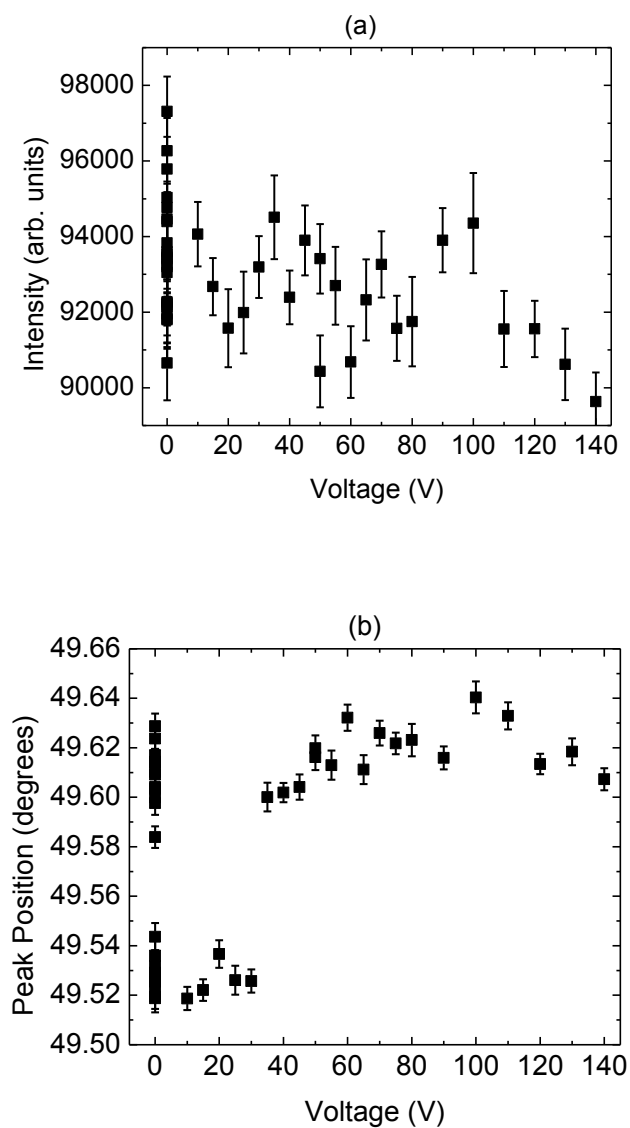 (a)
98000
96000
94000
92000
90000
Intensity (arb. units)
0 20 40 60 80 100 120 140
Voltage (V)
(b)
49.66
49.64
49.62
49.60
49.58
49.56
49.54
49.52
49.50
Peak Position (degrees)
0 20 40 60 80 100 120 140
Voltage (V)